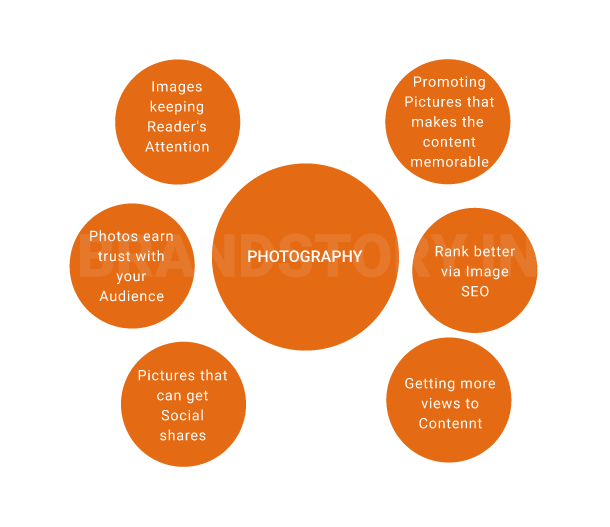 Images
keeping
Reader's
Attention
Promoting
Pictures that
makes the
content
memorable
Photos earn
trust with
your
Audience
PHOTOGRAPHY
Rank better
via Image
SEO
Pictures that
can get
Social
shares
Getting more
views to
Contennt
BRANDSTORY.IN